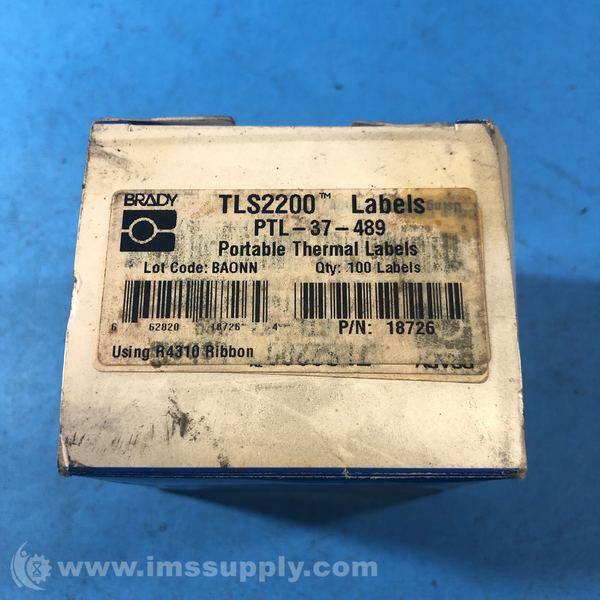 BRADY
TLS2200™ Labels
PTL-37-489
Portable Thermal Labels
Lot Code: BAONN Qty: 100 Labels
6 62820 18726 4
P/N: 18726
Using R4310 Ribbon
www.imssupply.com